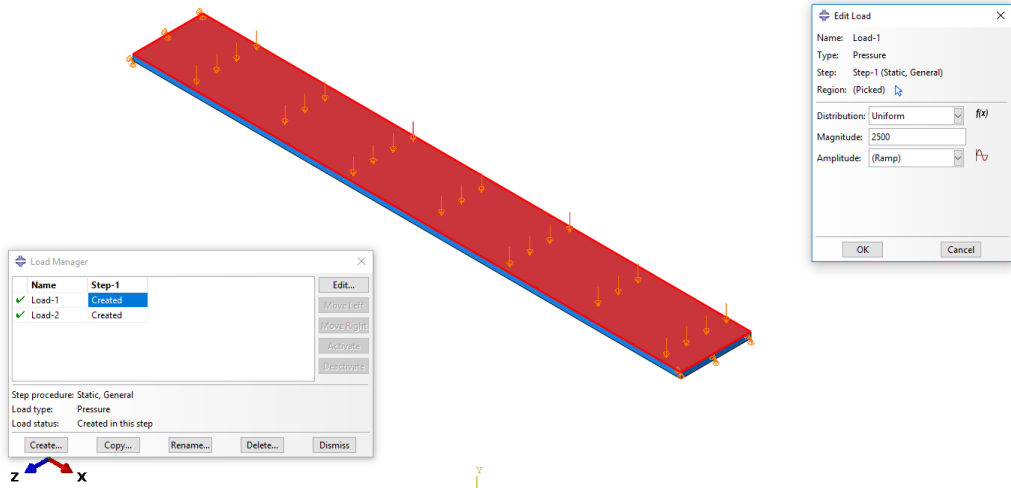 Edit Load
Name: Load-1
Type: Pressure
Step: Step-1 (Static, General)
Region: (Picked)
Distribution: Uniform f(x)
Magnitude: 2500
Amplitude: (Ramp)
OK Cancel
Load Manager
Name Step-1 Edit...
Load-1 Created Move Left
Load-2 Created Move Right
Activate
Deactivate
Step procedure: Static, General
Load type: Pressure
Load status: Created in this step
Create... Copy... Rename... Delete... Dismiss
Z X
Y